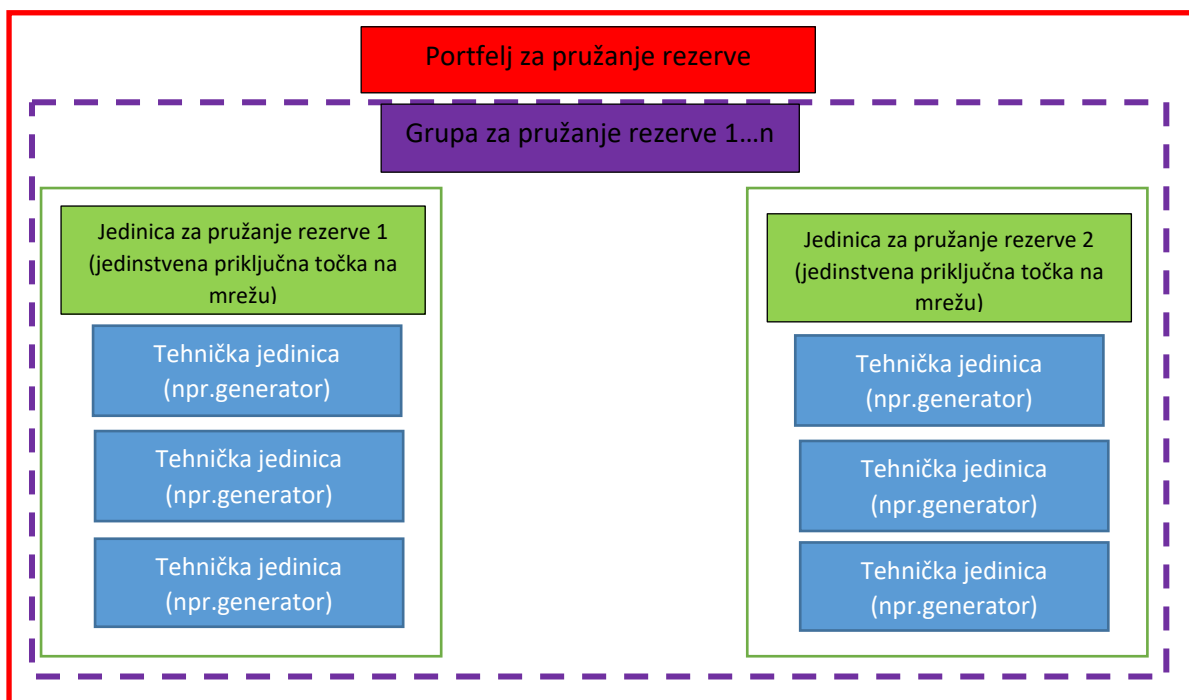 Portfelj za pružanje rezerve
Grupa za pružanje rezerve 1...n
Jedinica za pružanje rezerve 1
(jedinstvena priključna točka na
mrežu)
Tehnička jedinica
(npr.generator)
Tehnička jedinica
(npr.generator)
Tehnička jedinica
(npr.generator)
Jedinica za pružanje rezerve 2
(jedinstvena priključna točka na
mrežu)
Tehnička jedinica
(npr.generator)
Tehnička jedinica
(npr.generator)
Tehnička jedinica
(npr.generator)